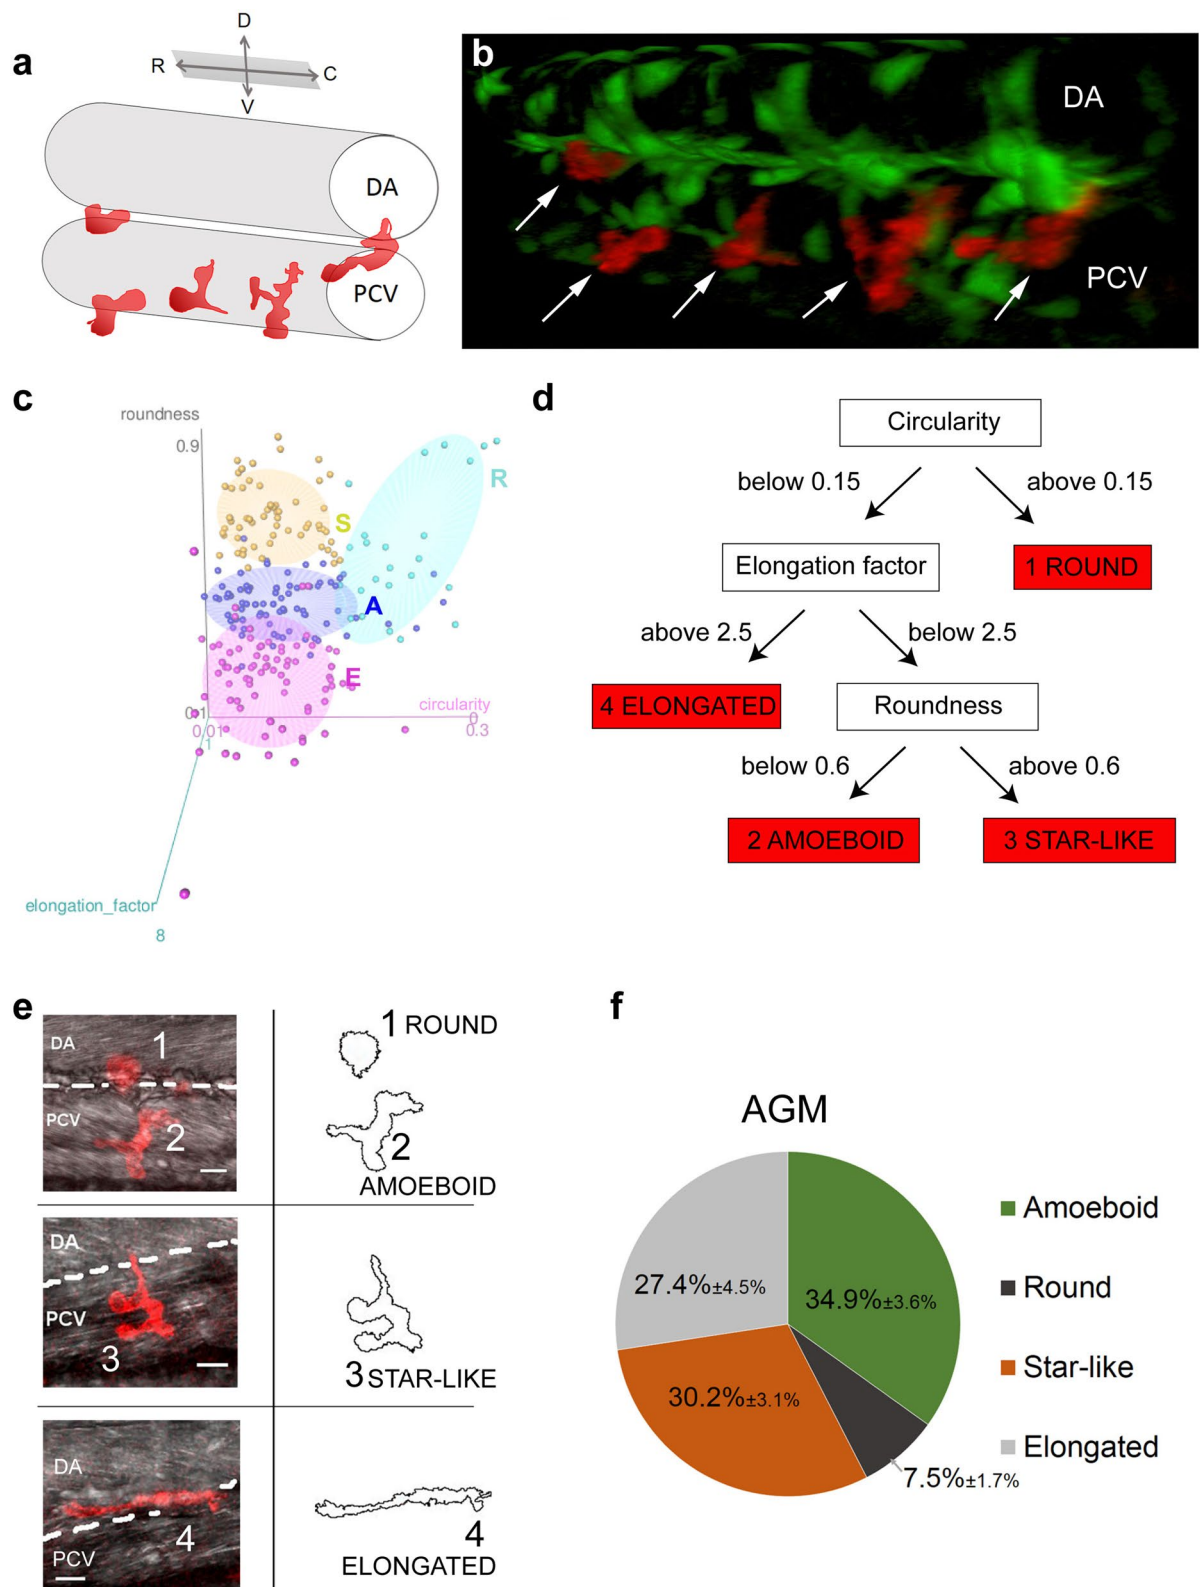 a
D
R
C
V
DA
PCV
b
DA
PCV
c
roundness
0.9
S
R
A
E
circularity
0.1
0.01
1
0
0.3
elongation_factor
8
d
Circularity
below 0.15
above 0.15
Elongation factor
1 ROUND
above 2.5
below 2.5
4 ELONGATED
Roundness
below 0.6
above 0.6
2 AMOEBOID
3 STAR-LIKE
e
DA
1
PCV
2
1 ROUND
2
AMOEBOID
DA
PCV
3
3 STAR-LIKE
DA
4
PCV
4
ELONGATED
f
AGM
27.4%±4.5%
34.9%±3.6%
30.2%±3.1%
7.5%±1.7%
Amoeboid
Round
Star-like
Elongated